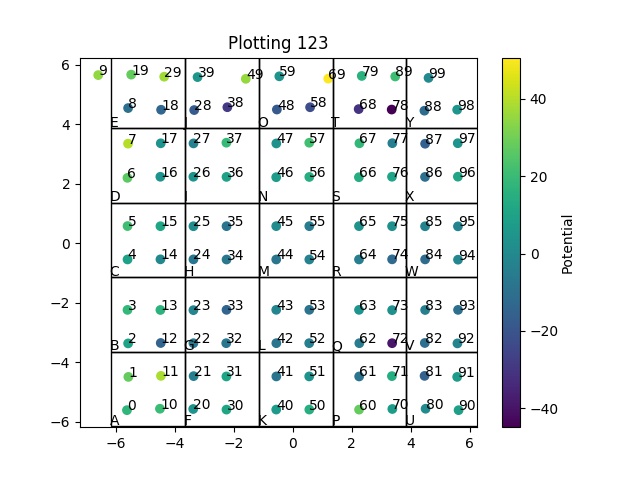 Plotting 123
6 9 19 29 39 49 59 69 79 89 99
8 18 28 38 48 58 68 78 88 98
4 E J O T Y
7 17 27 37 47 57 67 77 87 97
2 6 16 26 36 46 56 66 76 86 96
D I N S X
0 5 15 25 35 45 55 65 75 85 95
4 14 24 34 44 54 64 74 84 94
C H M R W
−2 3 13 23 33 43 53 63 73 83 93
2 12 22 32 42 52 62 72 82 92
B G L Q V
−4 1 11 21 31 41 51 61 71 81 91
0 10 20 30 40 50 60 70 80 90
−6 A F K P U
−6 −4 −2 0 2 4 6
40
20
0
−20
−40
Potential